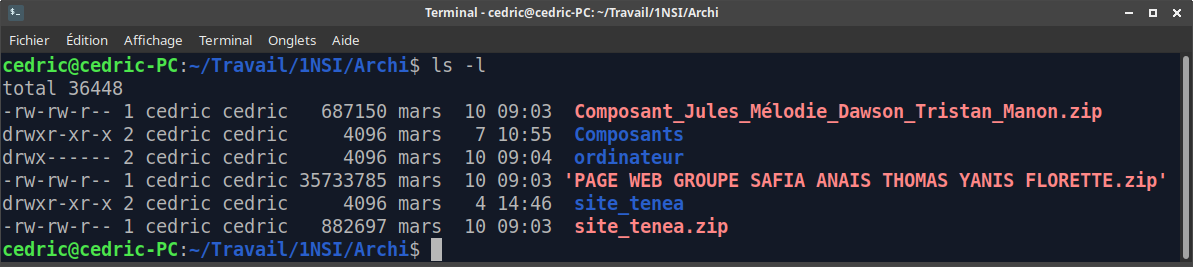 Terminal - cedric@cedric-PC: ~/Travail/1NSI/Archi
Fichier Édition Affichage Terminal Onglets Aide
cedric@cedric-PC:~/Travail/1NSI/Archi$ ls -l
total 36448
-rw-rw-r-- 1 cedric cedric   687150 mars  10 09:03  Composant_Jules_Mélodie_Dawson_Tristan_Manon.zip
drwxr-xr-x 2 cedric cedric     4096 mars   7 10:55  Composants
drwx------ 2 cedric cedric     4096 mars  10 09:04  ordinateur
-rw-rw-r-- 1 cedric cedric 35733785 mars  10 09:03 'PAGE WEB GROUPE SAFIA ANAIS THOMAS YANIS FLORETTE.zip'
drwxr-xr-x 2 cedric cedric     4096 mars   4 14:46  site_tenea
-rw-rw-r-- 1 cedric cedric   882697 mars  10 09:03  site_tenea.zip
cedric@cedric-PC:~/Travail/1NSI/Archi$